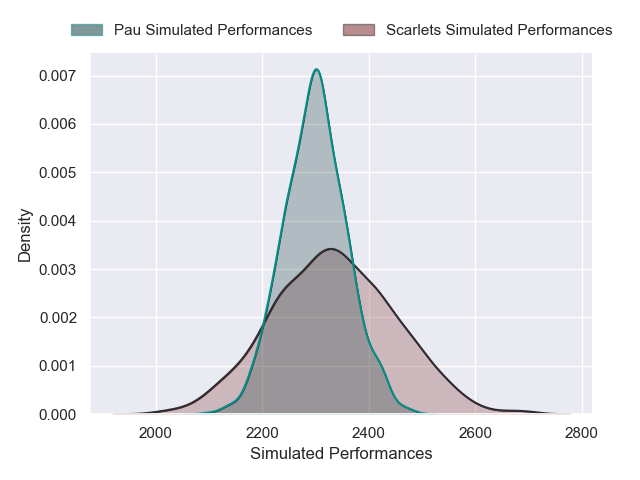 Pau Simulated Performances Scarlets Simulated Performances
0.007
0.006
0.005
0.004
0.003
0.002
0.001
0.000
Density
2000 2200 2400 2600 2800
Simulated Performances